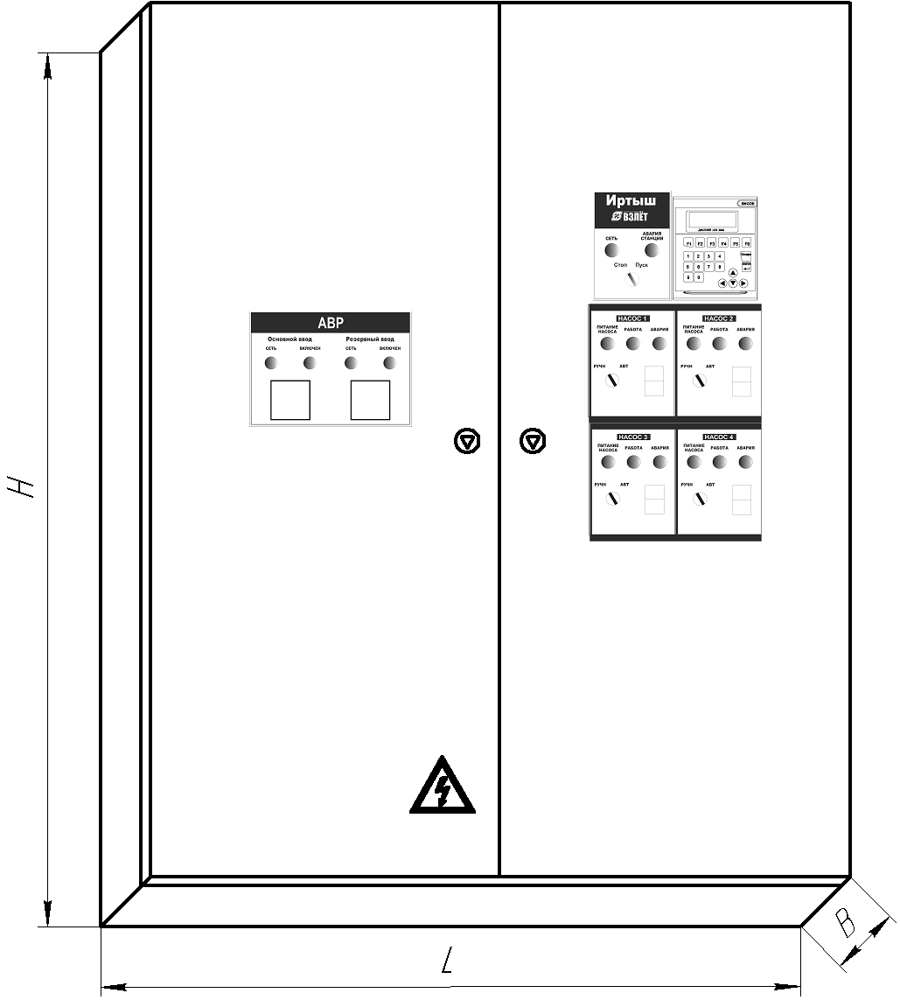 Иртыш
ВЗЛЁТ
СЕТЬ
АВАРИЯ
СТАНЦИИ
Стоп Пуск
F1 F2 F3 F4 F5 F6
1 2 3 4
5 6 7 8
9 0
НАСОС 1
ПИТАНИЕ
НАСОСА
РАБОТА
АВАРИЯ
РУЧН
АВТ
НАСОС 2
ПИТАНИЕ
НАСОСА
РАБОТА
АВАРИЯ
РУЧН
АВТ
АВР
Основной ввод
Резервный ввод
СЕТЬ
ВКЛЮЧЕН
СЕТЬ
ВКЛЮЧЕН
НАСОС 3
ПИТАНИЕ
НАСОСА
РАБОТА
АВАРИЯ
РУЧН
АВТ
НАСОС 4
ПИТАНИЕ
НАСОСА
РАБОТА
АВАРИЯ
РУЧН
АВТ
H
B
L